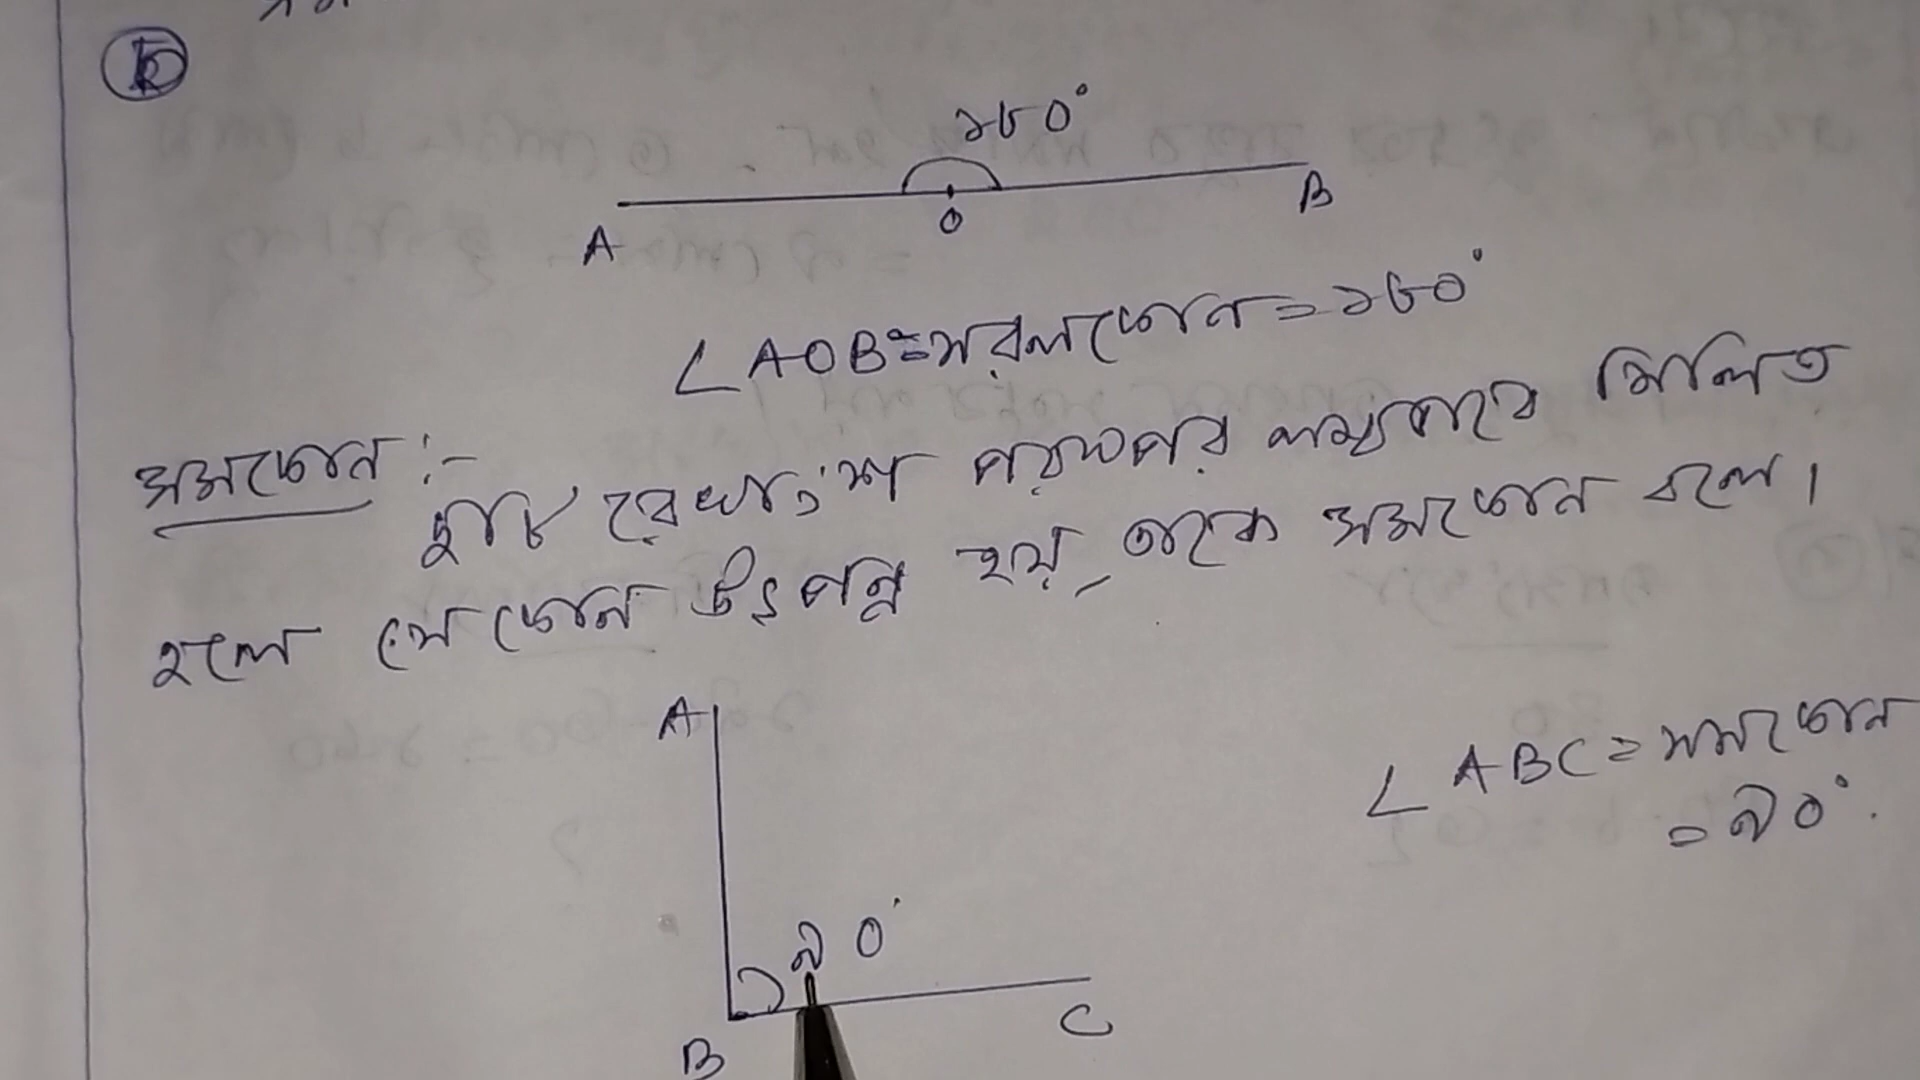 ১৮০°
A O B
∠AOB=সরলকোন=১৮০°
সমকোন :-
দুটি রেখাংশ পরস্পর লম্বভাবে মিলিত
হলে যে কোন উৎপন্ন হয়, তাকে সমকোন বলে।
A
∠ABC=সমকোন
=৯০°.
৯০°
B C